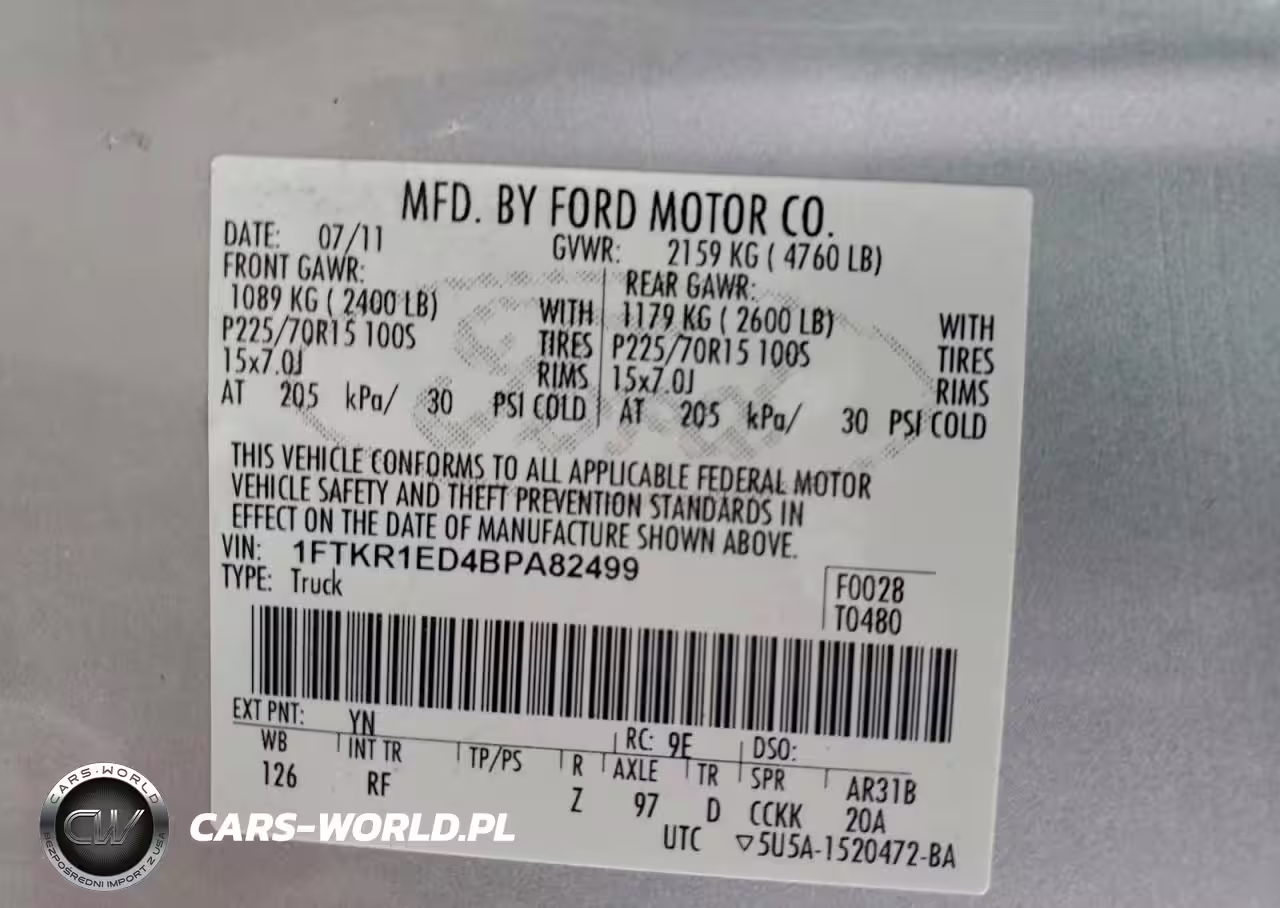 MFD. BY FORD MOTOR CO.
DATE: 07/11
GVWR: 2159 KG ( 4760 LB)
FRONT GAWR:
1089 KG ( 2400 LB) WITH
P225/70R15 100S TIRES
15x7.0J RIMS
AT 205 kPa/ 30 PSI COLD
REAR GAWR:
1179 KG ( 2600 LB) WITH
P225/70R15 100S TIRES
15x7.0J RIMS
AT 205 kPa/ 30 PSI COLD
THIS VEHICLE CONFORMS TO ALL APPLICABLE FEDERAL MOTOR
VEHICLE SAFETY AND THEFT PREVENTION STANDARDS IN
EFFECT ON THE DATE OF MANUFACTURE SHOWN ABOVE.
VIN: 1FTKR1ED4BPA82499
TYPE: Truck
F0028
T0480
EXT PNT: YN RC: 9E DSO:
WB INT TR TP/PS R AXLE TR SPR AR31B
126 RF Z 97 D CCKK 20A
UTC ▽5U5A-1520472-BA
CARS-WORLD
CW
BEZPOŚREDNI IMPORT Z USA
CARS-WORLD.PL